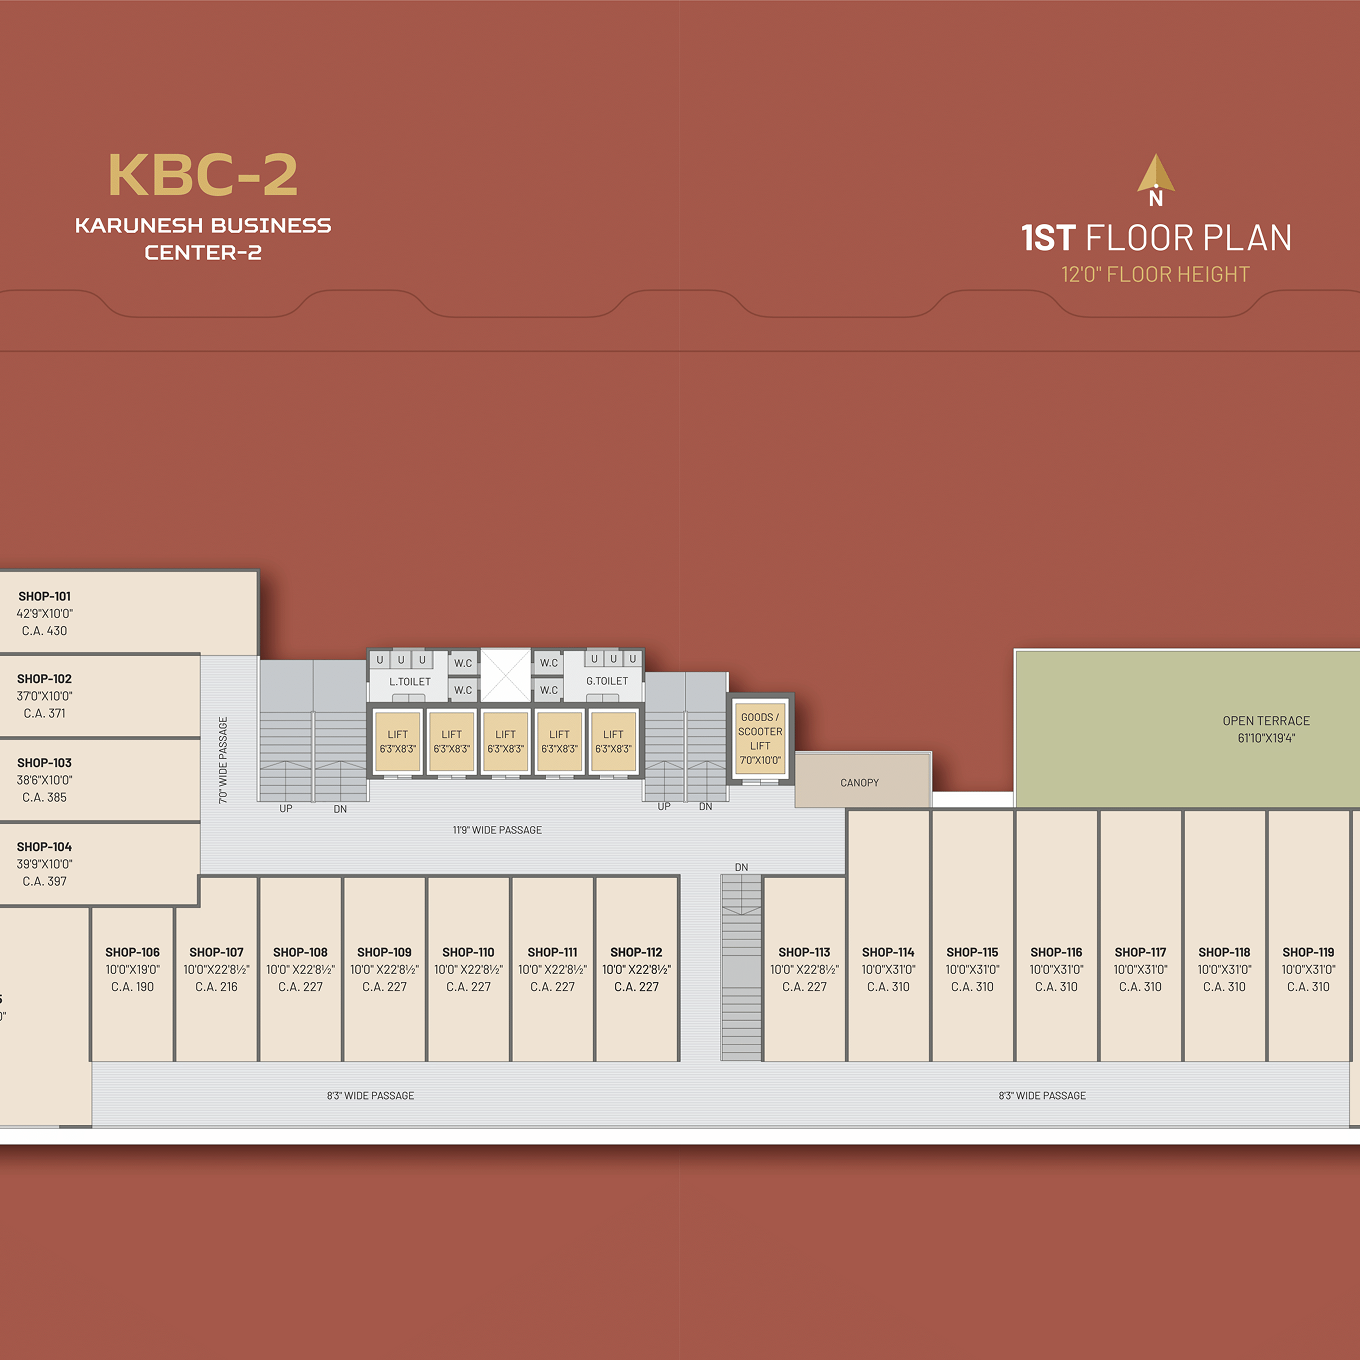 KBC-2
KARUNESH BUSINESS
CENTER-2
N
1ST FLOOR PLAN
12'0" FLOOR HEIGHT
SHOP-101
42'9"X10'0"
C.A. 430
SHOP-102
37'0"X10'0"
C.A. 371
SHOP-103
38'6"X10'0"
C.A. 385
SHOP-104
39'9"X10'0"
C.A. 397
7'0" WIDE PASSAGE
UP
DN
U
U
U
L.TOILET
W.C
W.C
W.C
W.C
U
U
U
G.TOILET
LIFT
6'3"X8'3"
LIFT
6'3"X8'3"
LIFT
6'3"X8'3"
LIFT
6'3"X8'3"
LIFT
6'3"X8'3"
UP
DN
GOODS /
SCOOTER
LIFT
7'0"X10'0"
CANOPY
OPEN TERRACE
61'10"X19'4"
11'9" WIDE PASSAGE
DN
SHOP-106
10'0"X19'0"
C.A. 190
SHOP-107
10'0"X22'8½"
C.A. 216
SHOP-108
10'0" X22'8½"
C.A. 227
SHOP-109
10'0" X22'8½"
C.A. 227
SHOP-110
10'0" X22'8½"
C.A. 227
SHOP-111
10'0" X22'8½"
C.A. 227
SHOP-112
10'0" X22'8½"
C.A. 227
SHOP-113
10'0" X22'8½"
C.A. 227
SHOP-114
10'0"X31'0"
C.A. 310
SHOP-115
10'0"X31'0"
C.A. 310
SHOP-116
10'0"X31'0"
C.A. 310
SHOP-117
10'0"X31'0"
C.A. 310
SHOP-118
10'0"X31'0"
C.A. 310
SHOP-119
10'0"X31'0"
C.A. 310
8'3" WIDE PASSAGE
8'3" WIDE PASSAGE